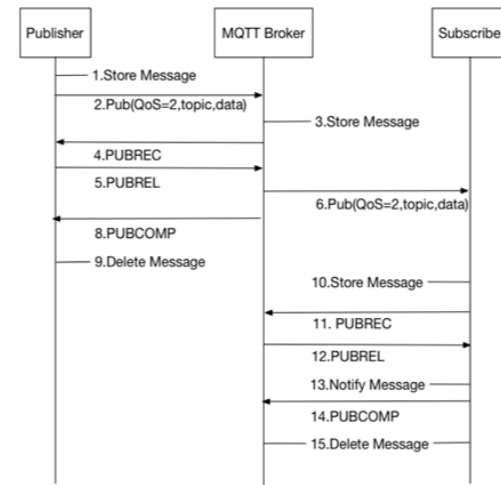 Publisher
MQTT Broker
Subscribe
1.Store Message
2.Pub(QoS=2,topic,data)
3.Store Message
4.PUBREC
5.PUBREL
6.Pub(QoS=2,topic,data)
8.PUBCOMP
9.Delete Message
10.Store Message
11. PUBREC
12.PUBREL
13.Notify Message
14.PUBCOMP
15.Delete Message